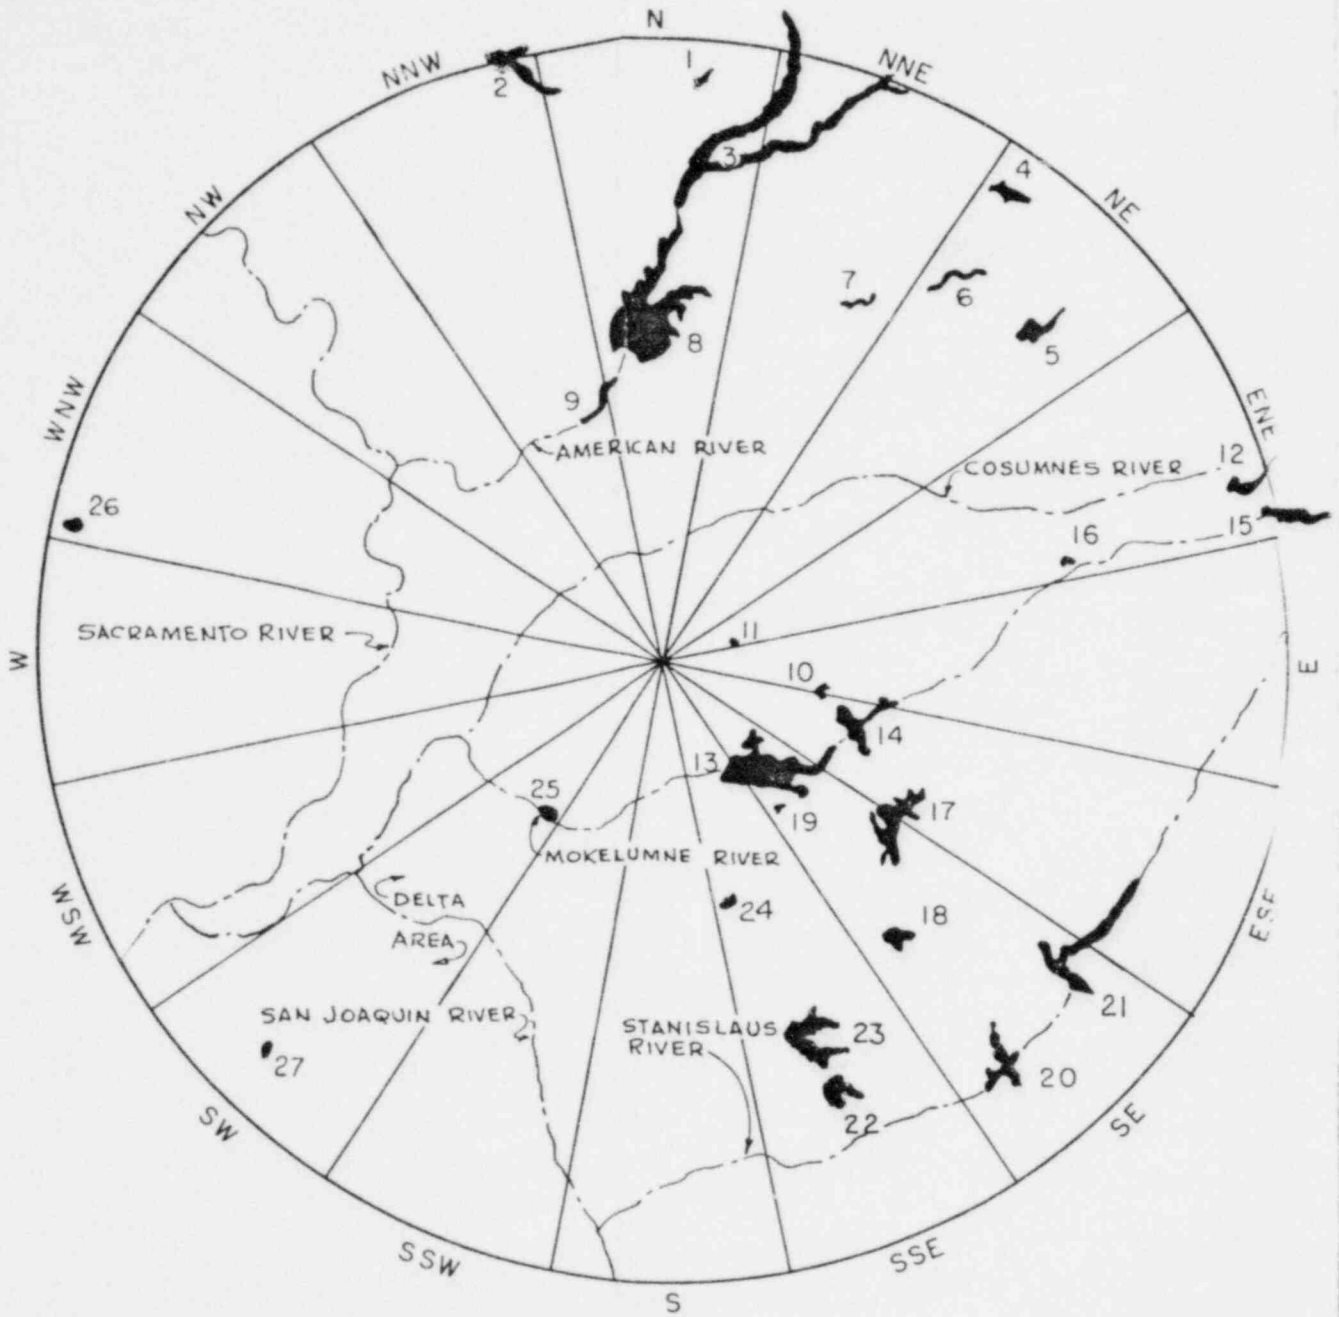 N
1
NNW
NNE
2
3
4
NW
NE
7
6
8
5
9
ENE
WNW
AMERICAN RIVER
COSUMNES RIVER
12
26
15
16
SACRAMENTO RIVER
11
W
10
E
14
13
25
19
17
MOKELUMNE RIVER
DELTA
AREA
24
18
WSW
ESE
21
SAN JOAQUIN RIVER
STANISLAUS
RIVER
23
27
20
22
SW
SE
SSW
SSE
S